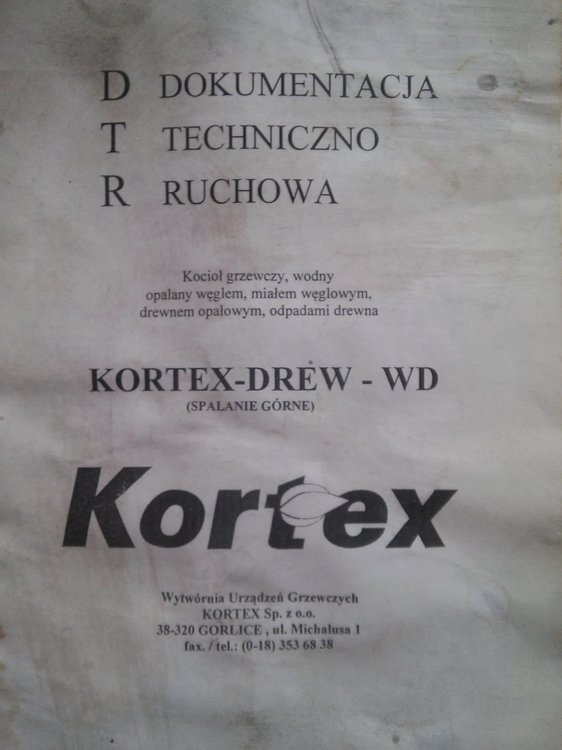 D DOKUMENTACJA
T TECHNICZNO
R RUCHOWA
Kocioł grzewczy, wodny
opalany węglem, miałem węglowym,
drewnem opałowym, odpadami drewna
KORTEX-DREW - WD
(SPALANIE GÓRNE)
Kortex
Wytwórnia Urządzeń Grzewczych
KORTEX Sp. z o.o.
38-320 GORLICE , ul. Michalusa 1
fax. / tel.: (0-18) 353 68 38